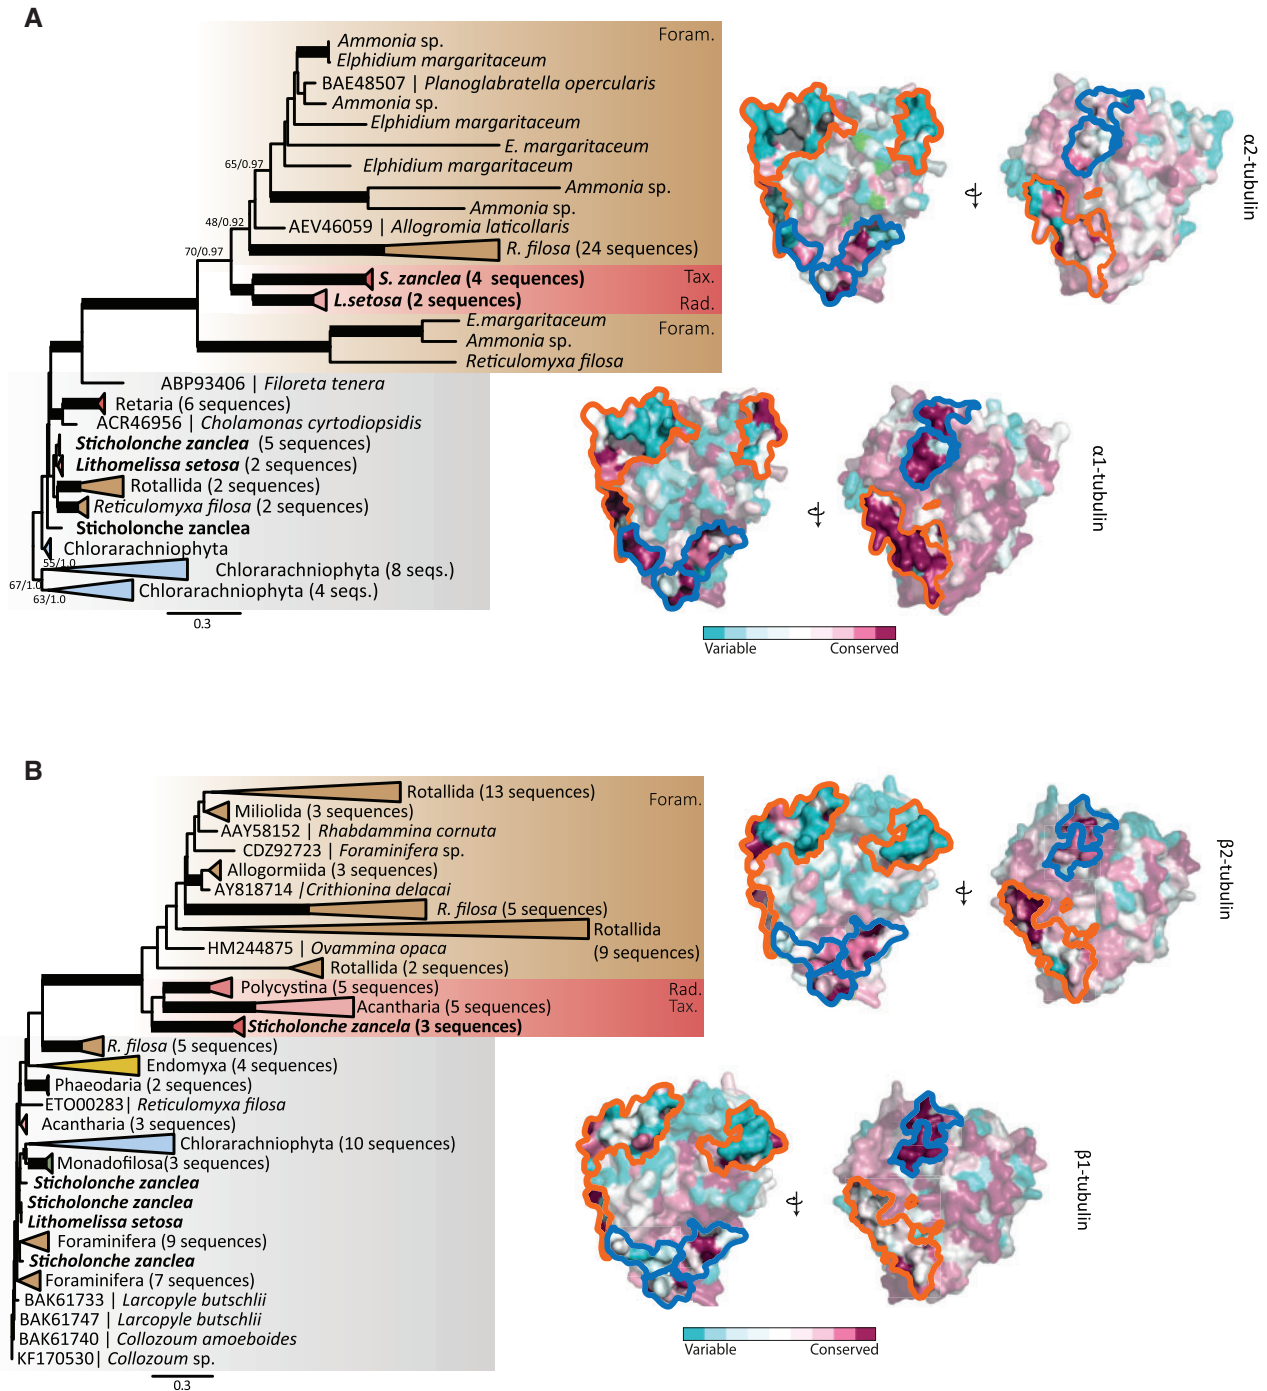 A
Foram.
Ammonia sp.
Elphidium margaritaceum
BAE48507 | Planoglabratella opercularis
Ammonia sp.
Elphidium margaritaceum
E. margaritaceum
65/0.97
Elphidium margaritaceum
Ammonia sp.
Ammonia sp.
48/0.92
AEV46059 | Allogromia laticollaris
70/0.97
R. filosa (24 sequences)
S. zanclea (4 sequences)
Tax.
L.setosa (2 sequences)
Rad.
E.margaritaceum
Foram.
Ammonia sp.
Reticulomyxa filosa
ABP93406 | Filoreta tenera
Retaria (6 sequences)
ACR46956 | Cholamonas cyrtodiopsidis
Sticholonche zanclea (5 sequences)
Lithomelissa setosa (2 sequences)
Rotallida (2 sequences)
Reticulomyxa filosa (2 sequences)
Sticholonche zanclea
Chlorarachniophyta
55/1.0
Chlorarachniophyta (8 seqs.)
67/1.0
Chlorarachniophyta (4 seqs.)
63/1.0
0.3
α2-tubulin
α1-tubulin
Variable Conserved
B
Rotallida (13 sequences)
Foram.
Miliolida (3 sequences)
AAY58152 | Rhabdammina cornuta
CDZ92723 | Foraminifera sp.
Allogormiida (3 sequences)
AY818714 |Crithionina delacai
R. filosa (5 sequences)
Rotallida
(9 sequences)
HM244875 | Ovammina opaca
Rotallida (2 sequences)
Polycystina (5 sequences)
Rad.
Acantharia (5 sequences)
Tax.
Sticholonche zancela (3 sequences)
R. filosa (5 sequences)
Endomyxa (4 sequences)
Phaeodaria (2 sequences)
ETO00283| Reticulomyxa filosa
Acantharia (3 sequences)
Chlorarachniophyta (10 sequences)
Monadofilosa(3 sequences)
Sticholonche zanclea
Sticholonche zanclea
Lithomelissa setosa
Foraminifera (9 sequences)
Sticholonche zanclea
Foraminifera (7 sequences)
BAK61733 | Larcopyle butschlii
BAK61747 | Larcopyle butschlii
BAK61740 | Collozoum amoeboides
KF170530| Collozoum sp.
0.3
β2-tubulin
β1-tubulin
Variable Conserved